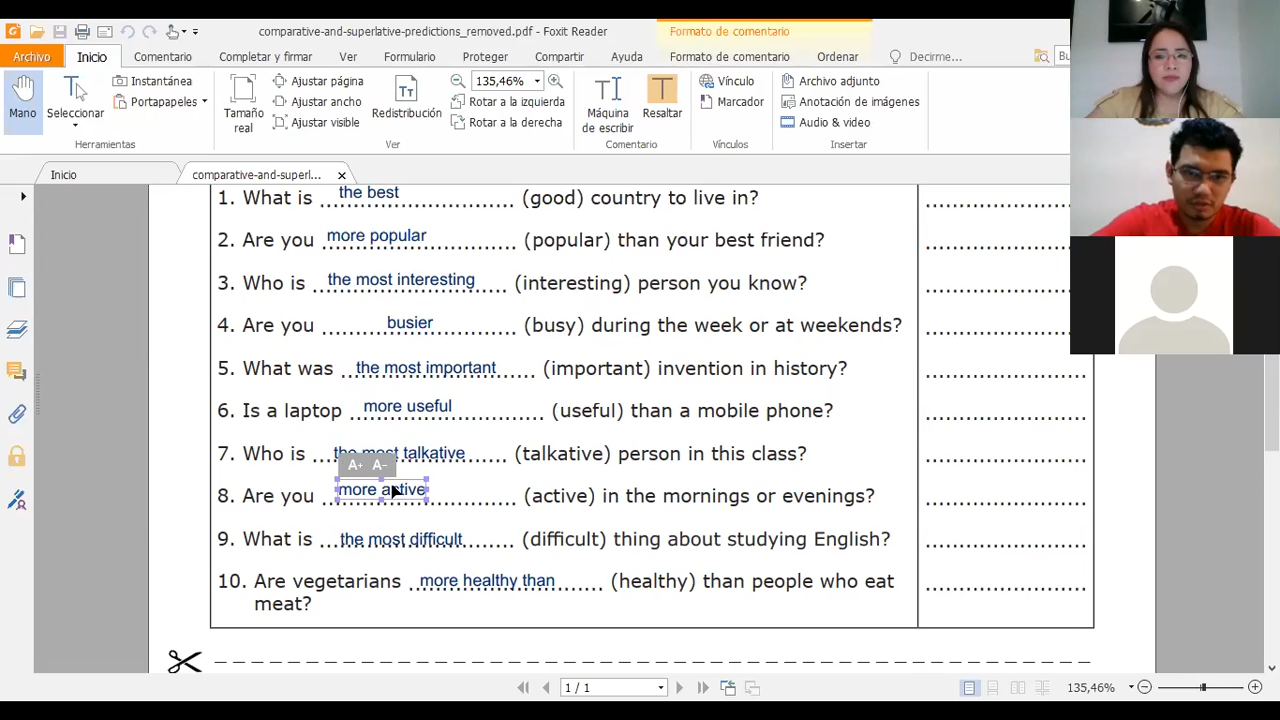 comparative-and-superlative-predictions_removed.pdf - Foxit Reader
Formato de comentario
Archivo Inicio Comentario Completar y firmar Ver Formulario Proteger Compartir Ayuda Formato de comentario Ordenar Decirme...
Mano
Seleccionar
Instantánea
Portapapeles
Herramientas
Tamaño real
Ajustar página
Ajustar ancho
Ajustar visible
Redistribución
135,46%
Rotar a la izquierda
Rotar a la derecha
Ver
Máquina de escribir
Resaltar
Comentario
Vínculo
Marcador
Vínculos
Archivo adjunto
Anotación de imágenes
Audio & video
Insertar
Inicio
comparative-and-superl...
1. What is the best (good) country to live in?
2. Are you more popular (popular) than your best friend?
3. Who is the most interesting (interesting) person you know?
4. Are you busier (busy) during the week or at weekends?
5. What was the most important (important) invention in history?
6. Is a laptop more useful (useful) than a mobile phone?
7. Who is the most talkative (talkative) person in this class?
A+ A-
8. Are you more active (active) in the mornings or evenings?
9. What is the most difficult (difficult) thing about studying English?
10. Are vegetarians more healthy than (healthy) than people who eat
meat?
1 / 1
135,46%